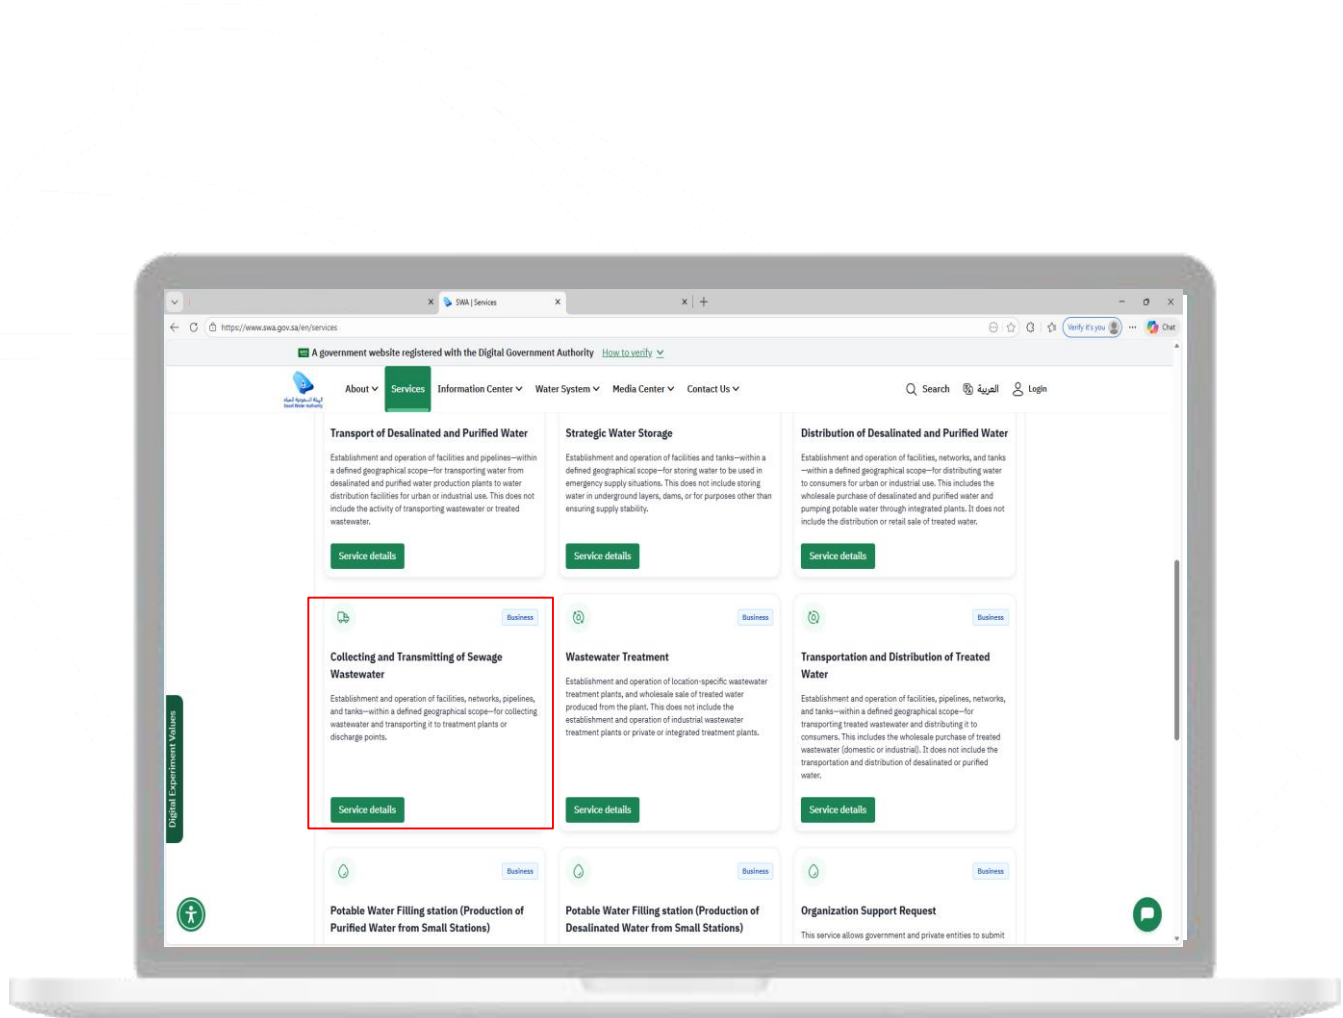 SWA | Services
https://www.swa.gov.sa/en/services
Verify it's you
Chat
A government website registered with the Digital Government Authority How to verify
About Services Information Center Water System Media Center Contact Us Search العربية Login
الهيئة السعودية للمياه
Saudi Water Authority
Transport of Desalinated and Purified Water
Establishment and operation of facilities and pipelines—within
a defined geographical scope—for transporting water from
desalinated and purified water production plants to water
distribution facilities for urban or industrial use. This does not
include the activity of transporting wastewater or treated
wastewater.
Service details
Strategic Water Storage
Establishment and operation of facilities and tanks—within a
defined geographical scope—for storing water to be used in
emergency supply situations. This does not include storing
water in underground layers, dams, or for purposes other than
ensuring supply stability.
Service details
Distribution of Desalinated and Purified Water
Establishment and operation of facilities, networks, and tanks
—within a defined geographical scope—for distributing water
to consumers for urban or industrial use. This includes the
wholesale purchase of desalinated and purified water and
pumping potable water through integrated plants. It does not
include the distribution or retail sale of treated water.
Service details
Business
Collecting and Transmitting of Sewage
Wastewater
Establishment and operation of facilities, networks, pipelines,
and tanks—within a defined geographical scope—for collecting
wastewater and transporting it to treatment plants or
discharge points.
Service details
Business
Wastewater Treatment
Establishment and operation of location-specific wastewater
treatment plants, and wholesale sale of treated water
produced from the plant. This does not include the
establishment and operation of industrial wastewater
treatment plants or private or integrated treatment plants.
Service details
Business
Transportation and Distribution of Treated
Water
Establishment and operation of facilities, pipelines, networks,
and tanks—within a defined geographical scope—for
transporting treated wastewater and distributing it to
consumers. This includes the wholesale purchase of treated
wastewater (domestic or industrial). It does not include the
transportation and distribution of desalinated or purified
water.
Service details
Business
Potable Water Filling station (Production of
Purified Water from Small Stations)
Business
Potable Water Filling station (Production of
Desalinated Water from Small Stations)
Business
Organization Support Request
This service allows government and private entities to submit
Digital Experiment Values